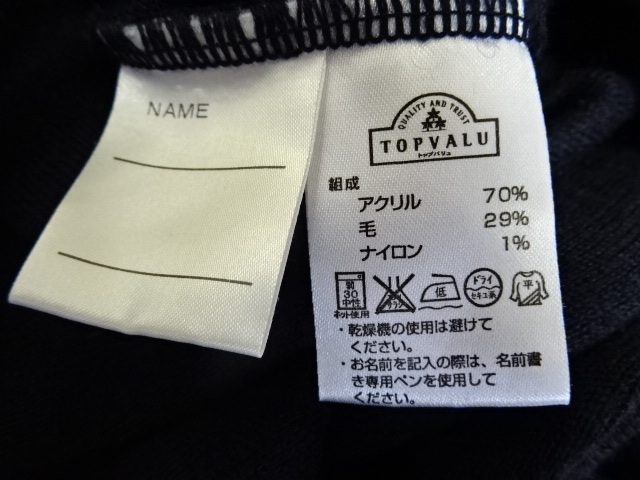 NAME
QUALITY AND TRUST
TOPVALU
トップバリュ
組成
アクリル 70%
毛 29%
ナイロン 1%
弱
30
中性
ネット使用
低
ドライ
セキユ系
平
・乾燥機の使用は避けて
ください。
・お名前を記入の際は、名前書
き専用ペンを使用して
ください。